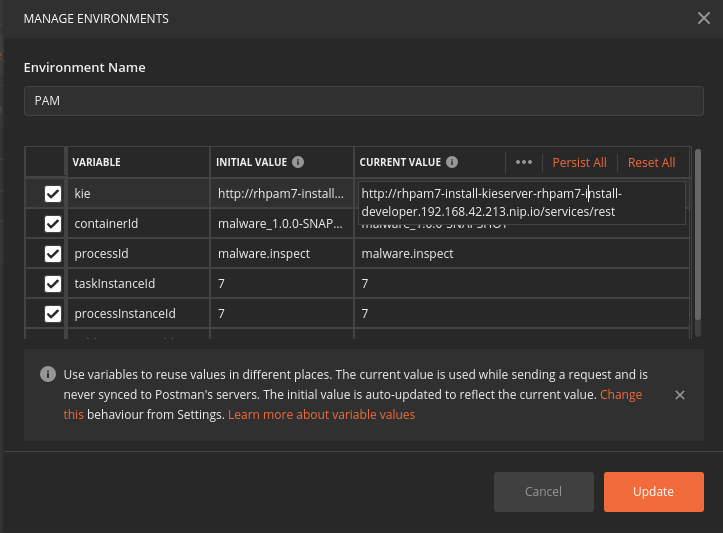 MANAGE ENVIRONMENTS
Environment Name
PAM
VARIABLE INITIAL VALUE CURRENT VALUE ••• Persist All Reset All
kie http://rhpam7-install... http://rhpam7-install-kieserver-rhpam7-install-
developer.192.168.42.213.nip.io/services/rest
containerId malware_1.0.0-SNAP... malware_1.0.0-SNAPSHOT
processId malware.inspect malware.inspect
taskInstanceId 7 7
processInstanceId 7 7
Use variables to reuse values in different places. The current value is used while sending a request and is
never synced to Postman's servers. The initial value is auto-updated to reflect the current value. Change
this behaviour from Settings. Learn more about variable values
Cancel Update